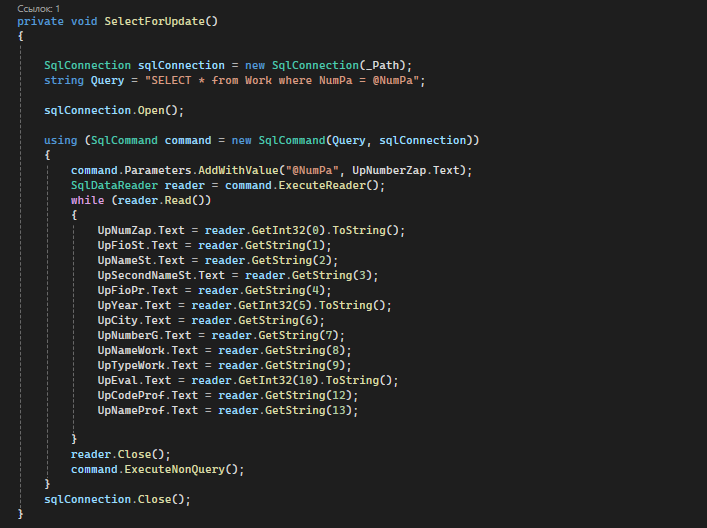 Ссылок: 1
private void SelectForUpdate()
{
SqlConnection sqlConnection = new SqlConnection(_Path);
string Query = "SELECT * from Work where NumPa = @NumPa";
sqlConnection.Open();
using (SqlCommand command = new SqlCommand(Query, sqlConnection))
{
command.Parameters.AddWithValue("@NumPa", UpNumberZap.Text);
SqlDataReader reader = command.ExecuteReader();
while (reader.Read())
{
UpNumZap.Text = reader.GetInt32(0).ToString();
UpFioSt.Text = reader.GetString(1);
UpNameSt.Text = reader.GetString(2);
UpSecondNameSt.Text = reader.GetString(3);
UpFioPr.Text = reader.GetString(4);
UpYear.Text = reader.GetInt32(5).ToString();
UpCity.Text = reader.GetString(6);
UpNumberG.Text = reader.GetString(7);
UpNameWork.Text = reader.GetString(8);
UpTypeWork.Text = reader.GetString(9);
UpEval.Text = reader.GetInt32(10).ToString();
UpCodeProf.Text = reader.GetString(12);
UpNameProf.Text = reader.GetString(13);
}
reader.Close();
command.ExecuteNonQuery();
}
sqlConnection.Close();
}